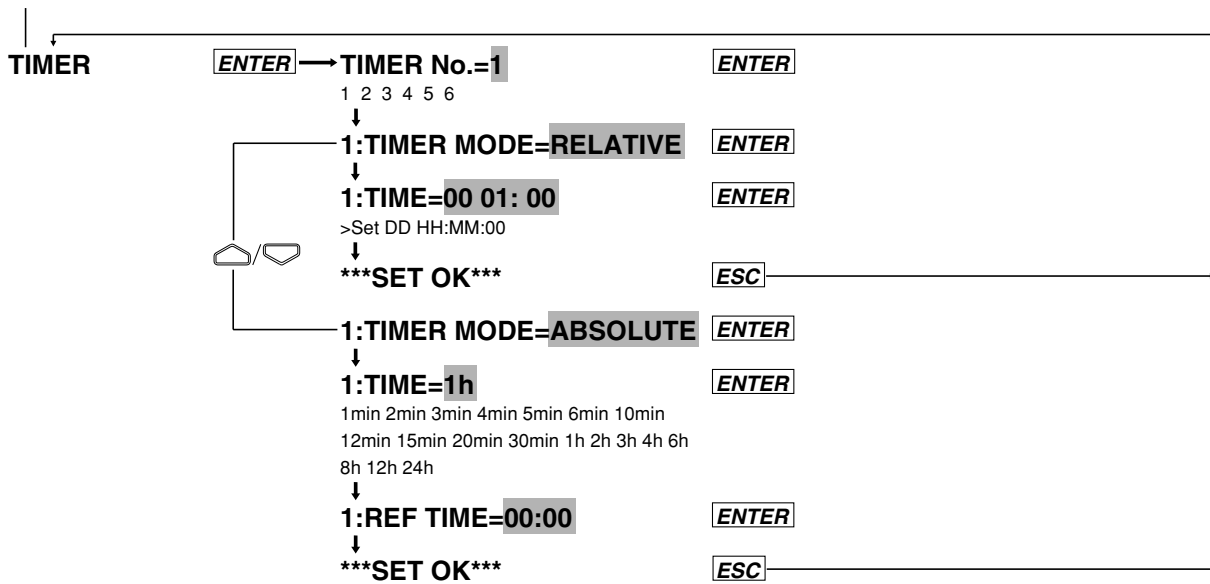 TIMER ENTER TIMER No.=1 ENTER
1 2 3 4 5 6
1:TIMER MODE=RELATIVE ENTER
1:TIME=00 01: 00 ENTER
>Set DD HH:MM:00
/
***SET OK*** ESC
1:TIMER MODE=ABSOLUTE ENTER
1:TIME=1h ENTER
1min 2min 3min 4min 5min 6min 10min
12min 15min 20min 30min 1h 2h 3h 4h 6h
8h 12h 24h
1:REF TIME=00:00 ENTER
***SET OK*** ESC